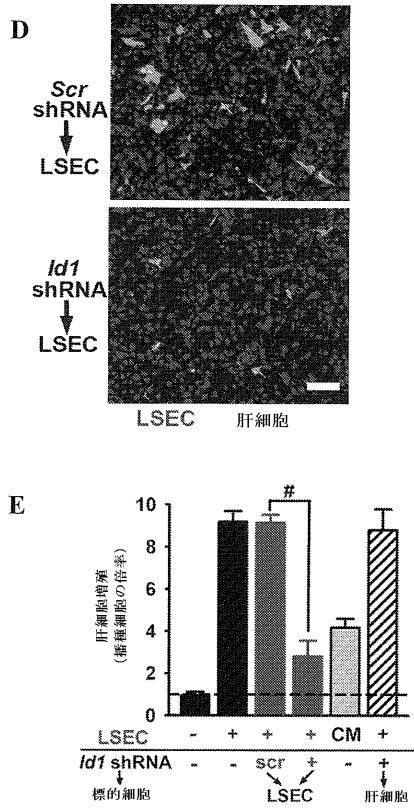 D
Scr
shRNA
LSEC
Id1
shRNA
LSEC
LSEC 肝細胞
E
肝細胞増殖
(播種細胞の倍率)
10
8
6
4
2
0
#
CM
LSEC - + + + CM +
Id1 shRNA - - scr + - +
標的細胞 LSEC 肝細胞